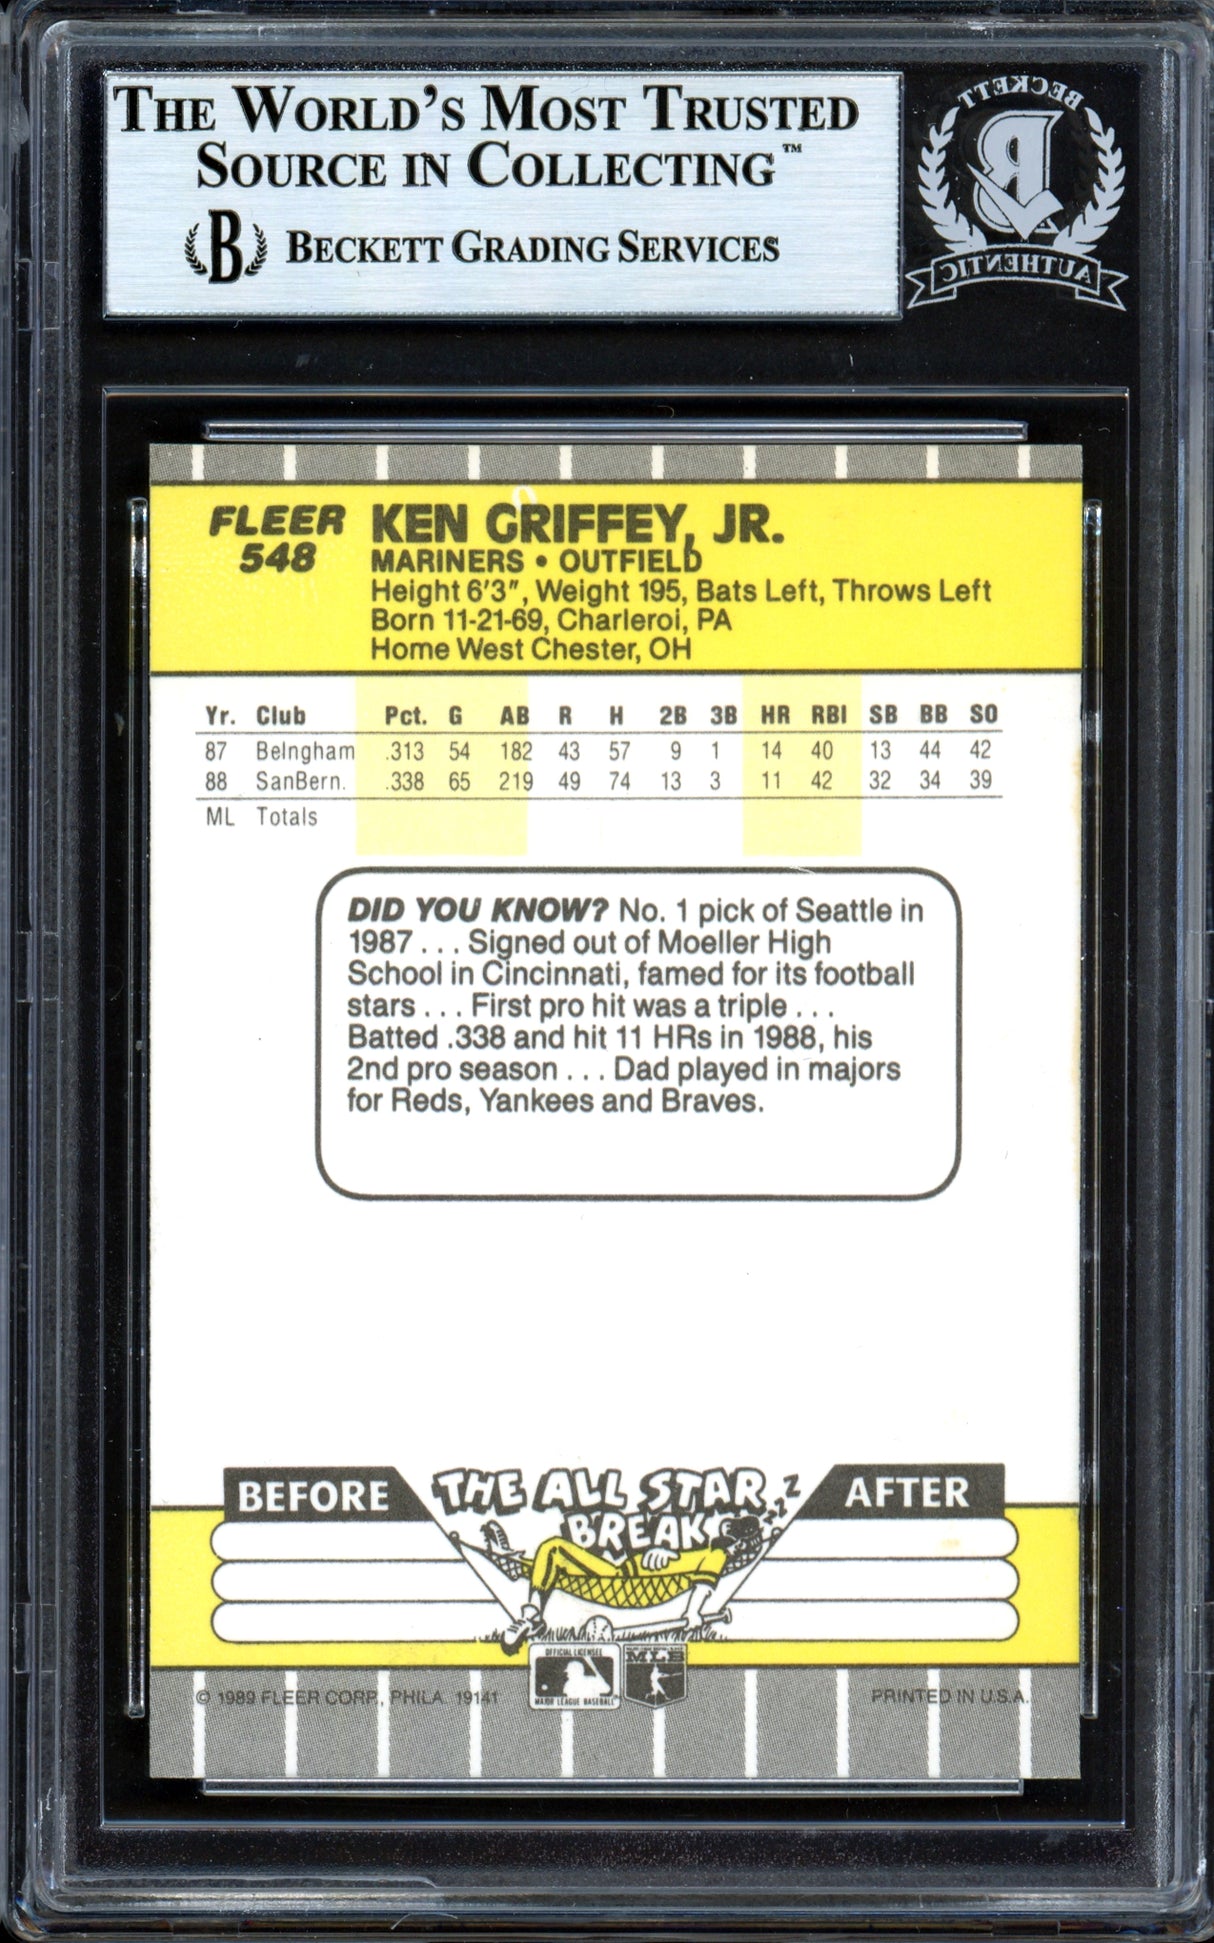 THE WORLD'S MOST TRUSTED
SOURCE IN COLLECTING™
B BECKETT GRADING SERVICES
BECKETT
B
AUTHENTIC
FLEER
548
KEN GRIFFEY, JR.
MARINERS • OUTFIELD
Height 6'3", Weight 195, Bats Left, Throws Left
Born 11-21-69, Charleroi, PA
Home West Chester, OH
Yr. Club Pct. G AB R H 2B 3B HR RBI SB BB SO
87 Belngham .313 54 182 43 57 9 1 14 40 13 44 42
88 SanBern. .338 65 219 49 74 13 3 11 42 32 34 39
ML Totals
DID YOU KNOW? No. 1 pick of Seattle in
1987 . . . Signed out of Moeller High
School in Cincinnati, famed for its football
stars . . . First pro hit was a triple . . .
Batted .338 and hit 11 HRs in 1988, his
2nd pro season . . . Dad played in majors
for Reds, Yankees and Braves.
BEFORE
THE ALL STAR
BREAK
ZZZ
AFTER
OFFICIAL LICENSEE
MAJOR LEAGUE BASEBALL
MLB
© 1989 FLEER CORP., PHILA. 19141
PRINTED IN U.S.A.